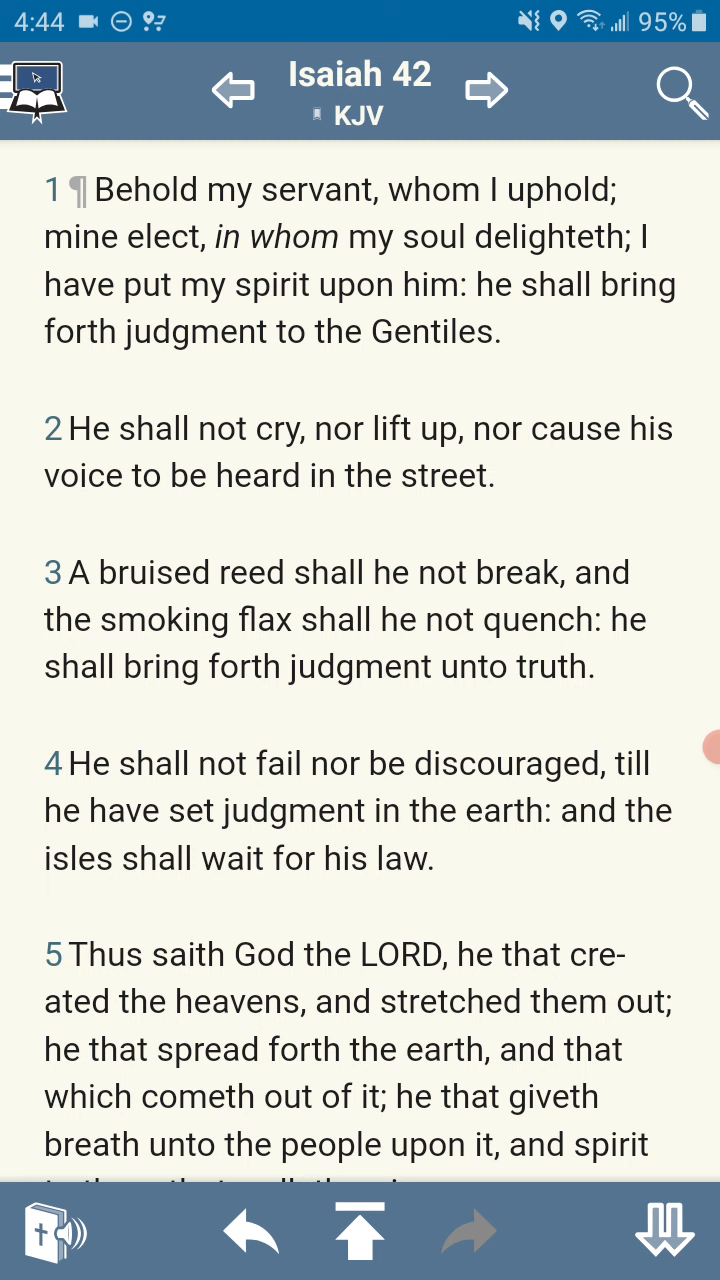 4:44
95%
Isaiah 42
KJV
1 ¶ Behold my servant, whom I uphold;
mine elect, in whom my soul delighteth; I
have put my spirit upon him: he shall bring
forth judgment to the Gentiles.
2 He shall not cry, nor lift up, nor cause his
voice to be heard in the street.
3 A bruised reed shall he not break, and
the smoking flax shall he not quench: he
shall bring forth judgment unto truth.
4 He shall not fail nor be discouraged, till
he have set judgment in the earth: and the
isles shall wait for his law.
5 Thus saith God the LORD, he that cre-
ated the heavens, and stretched them out;
he that spread forth the earth, and that
which cometh out of it; he that giveth
breath unto the people upon it, and spirit